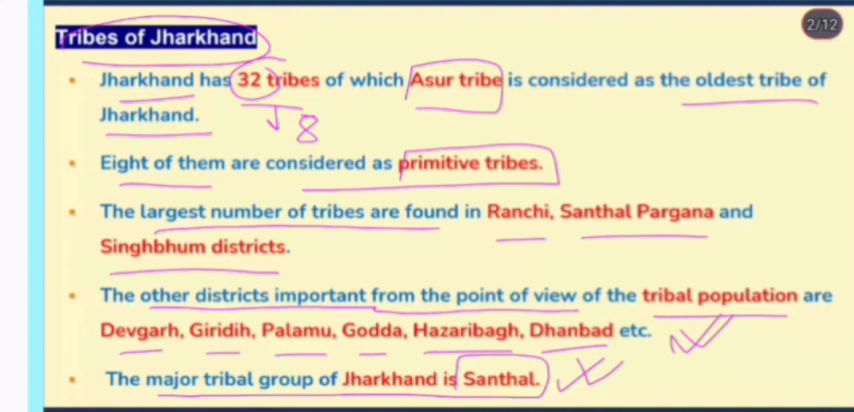 2/12
Tribes of Jharkhand
• Jharkhand has 32 tribes of which Asur tribe is considered as the oldest tribe of
Jharkhand.
8
• Eight of them are considered as primitive tribes.
• The largest number of tribes are found in Ranchi, Santhal Pargana and
Singhbhum districts.
• The other districts important from the point of view of the tribal population are
Devgarh, Giridih, Palamu, Godda, Hazaribagh, Dhanbad etc.
• The major tribal group of Jharkhand is Santhal.